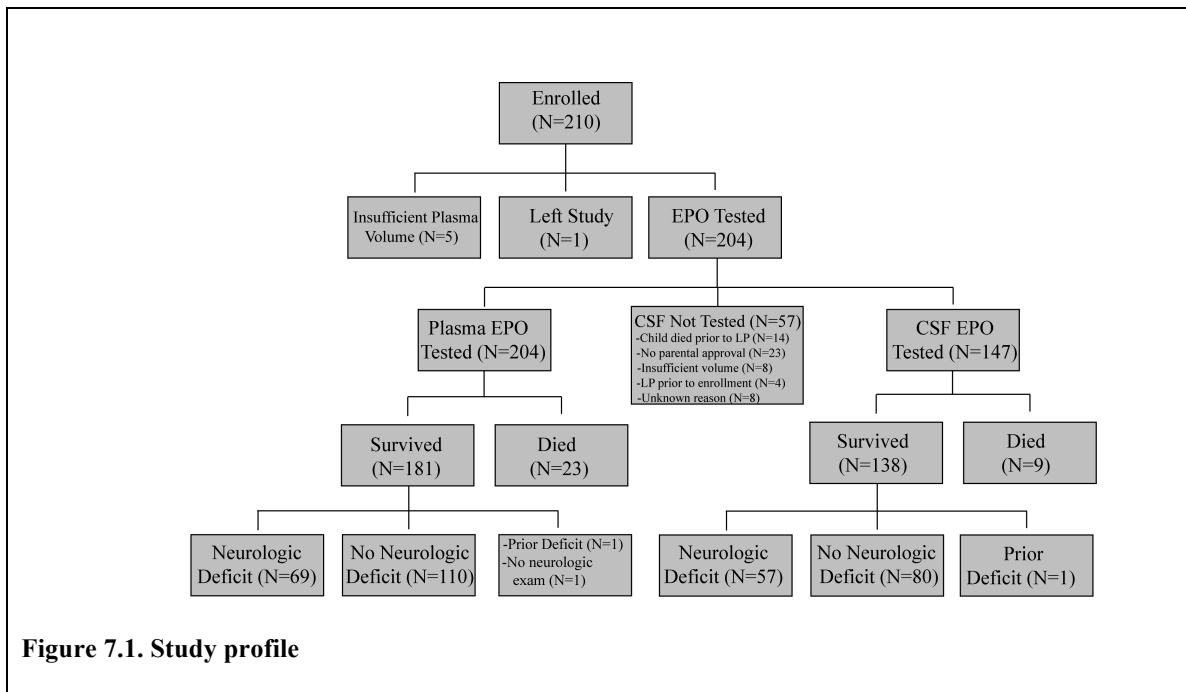 Enrolled
(N=210)
Insufficient Plasma
Volume (N=5)
Left Study
(N=1)
EPO Tested
(N=204)
Plasma EPO
Tested (N=204)
CSF Not Tested (N=57)
-Child died prior to LP (N=14)
-No parental approval (N=23)
-Insufficient volume (N=8)
-LP prior to enrollment (N=4)
-Unknown reason (N=8)
CSF EPO
Tested (N=147)
Survived
(N=181)
Died
(N=23)
Survived
(N=138)
Died
(N=9)
Neurologic
Deficit (N=69)
No Neurologic
Deficit (N=110)
-Prior Deficit (N=1)
-No neurologic
exam (N=1)
Neurologic
Deficit (N=57)
No Neurologic
Deficit (N=80)
Prior
Deficit (N=1)
Figure 7.1. Study profile